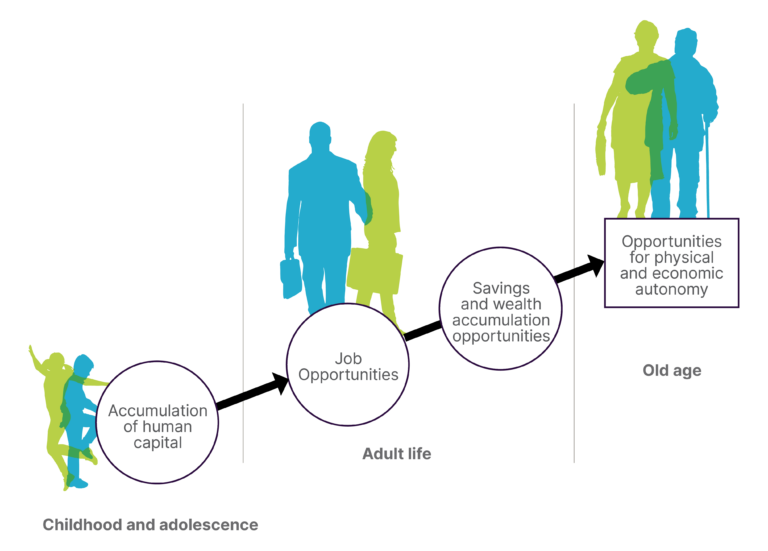 Accumulation
of human
capital
Childhood and adolescence
Job
Opportunities
Savings
and wealth
accumulation
opportunities
Adult life
Opportunities
for physical
and economic
autonomy
Old age